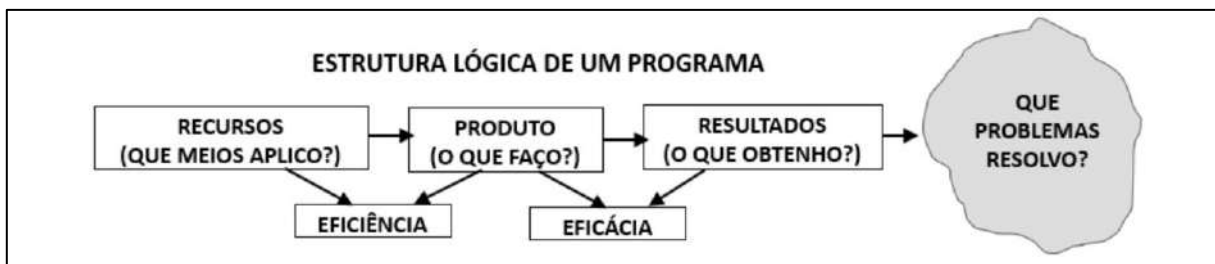 ESTRUTURA LÓGICA DE UM PROGRAMA
RECURSOS
(QUE MEIOS APLICO?)
PRODUTO
(O QUE FAÇO?)
RESULTADOS
(O QUE OBTENHO?)
QUE
PROBLEMAS
RESOLVO?
EFICIÊNCIA
EFICÁCIA